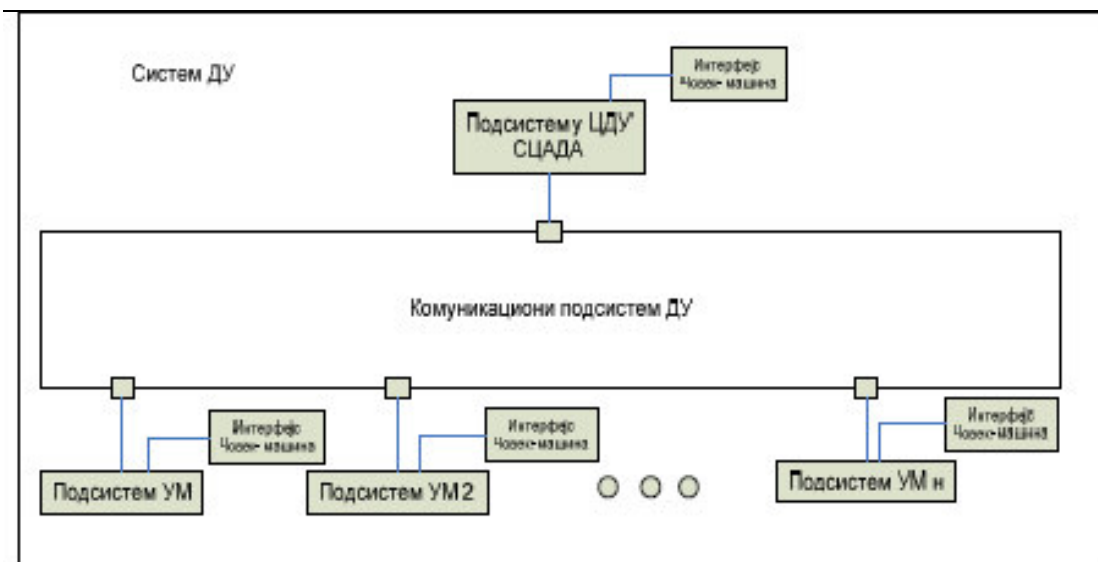 Систем ДУ
Интерфејс
Човек-машина
Подсистем у ЦДУ'
СЦАДА
Комуникациони подсистем ДУ
Интерфејс
Човек-машина
Подсистем УМ
Интерфејс
Човек-машина
Подсистем УМ 2
Интерфејс
Човек-машина
Подсистем УМ н